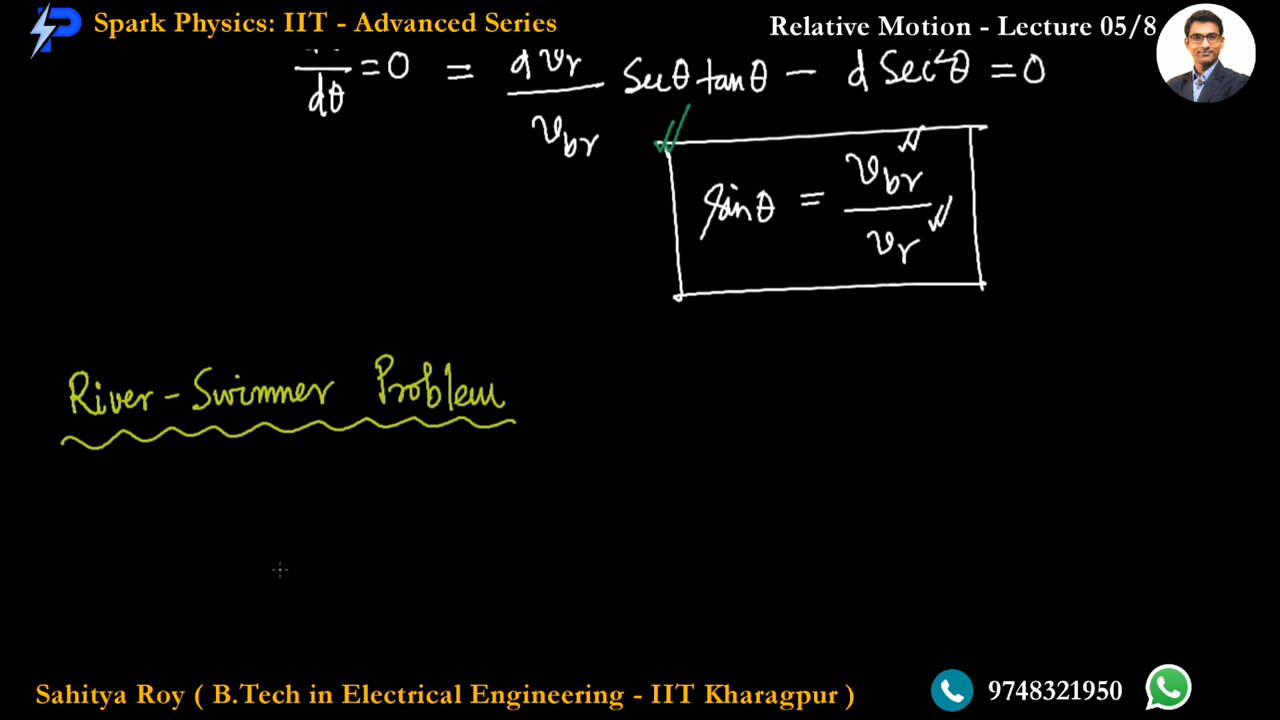 Spark Physics: IIT - Advanced Series
Relative Motion - Lecture 05/8
dθ =0 = d vr / vbr Secθ tanθ − d Sec²θ =0
Sinθ = vbr / vr
River - Swimmer Problem
Sahitya Roy ( B.Tech in Electrical Engineering - IIT Kharagpur )
9748321950